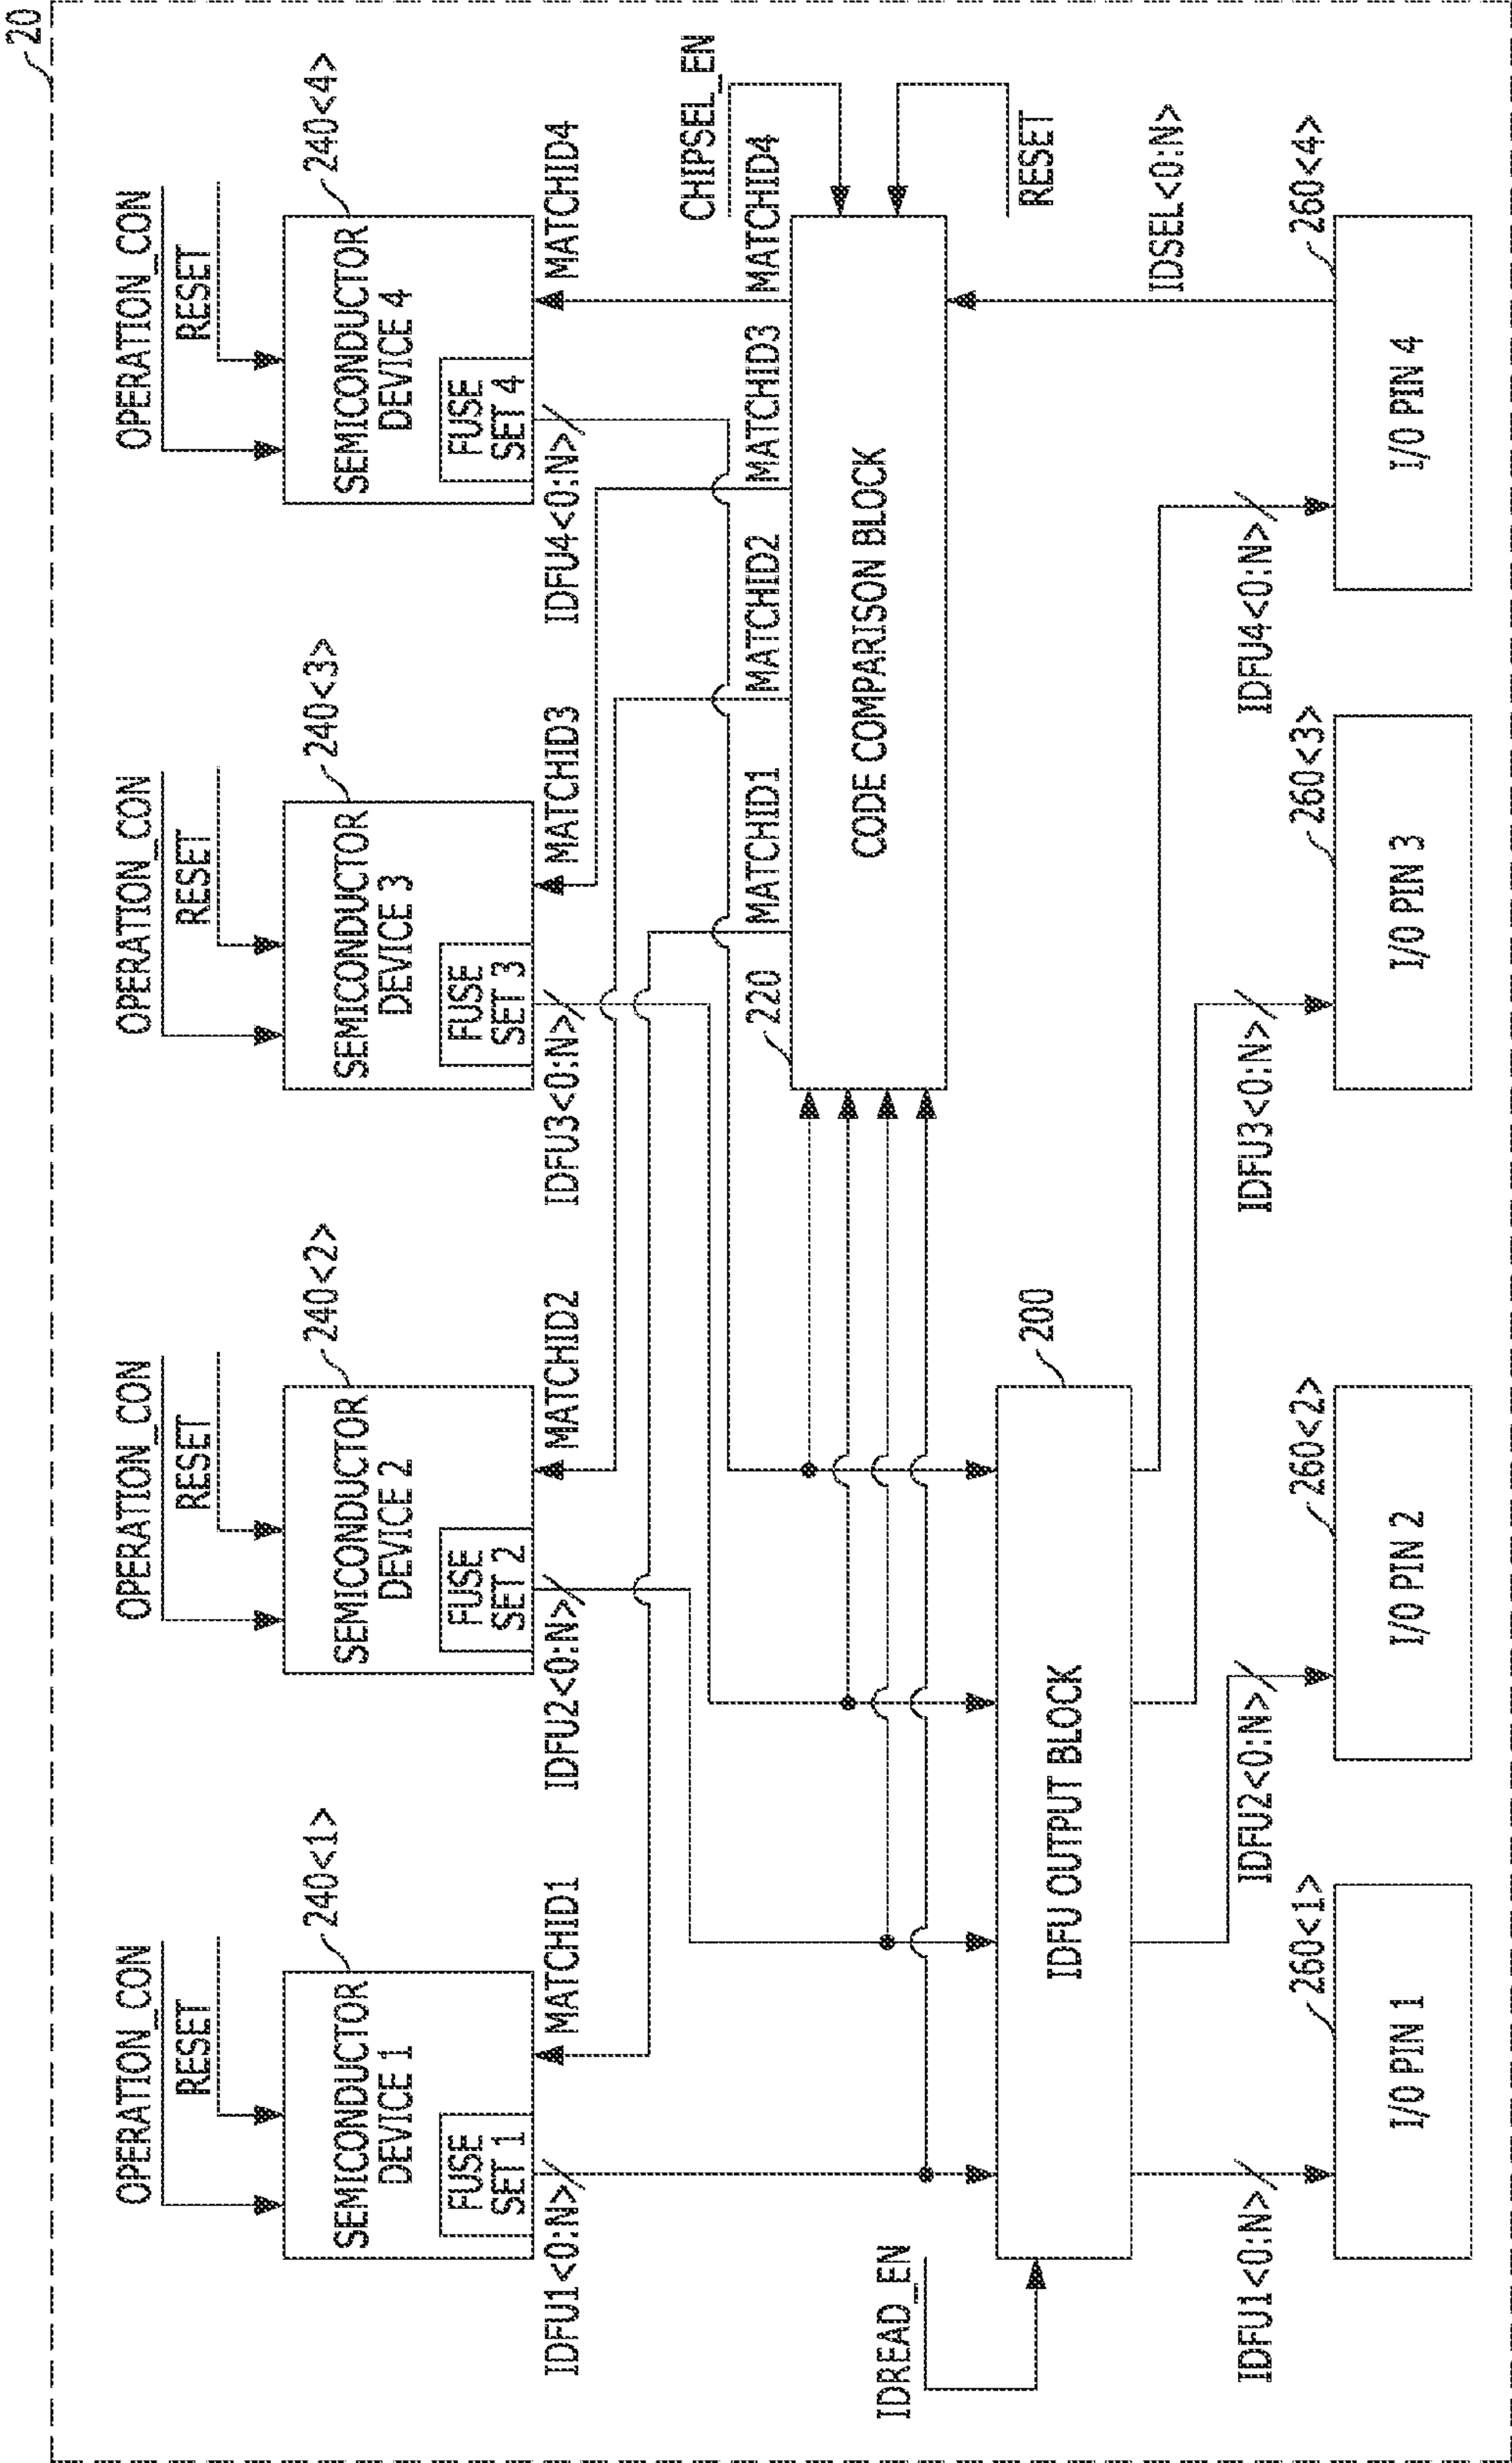 20
OPERATION_CON
RESET
240<1>
SEMICONDUCTOR
DEVICE 1
FUSE
SET 1
IDFU1<0:N>
MATCHID1
OPERATION_CON
RESET
240<2>
SEMICONDUCTOR
DEVICE 2
FUSE
SET 2
IDFU2<0:N>
MATCHID2
OPERATION_CON
RESET
240<3>
SEMICONDUCTOR
DEVICE 3
FUSE
SET 3
IDFU3<0:N>
MATCHID3
OPERATION_CON
RESET
240<4>
SEMICONDUCTOR
DEVICE 4
FUSE
SET 4
IDFU4<0:N>
MATCHID4
220
MATCHID1
MATCHID2
MATCHID3
MATCHID4
CHIPSEL_EN
CODE COMPARISON BLOCK
RESET
IDREAD_EN
200
IDFU OUTPUT BLOCK
IDSEL<0:N>
IDFU1<0:N>
IDFU2<0:N>
IDFU3<0:N>
IDFU4<0:N>
260<1>
260<2>
260<3>
260<4>
I/O PIN 1
I/O PIN 2
I/O PIN 3
I/O PIN 4